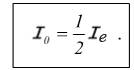 I₀ = 1/2 Iₑ .